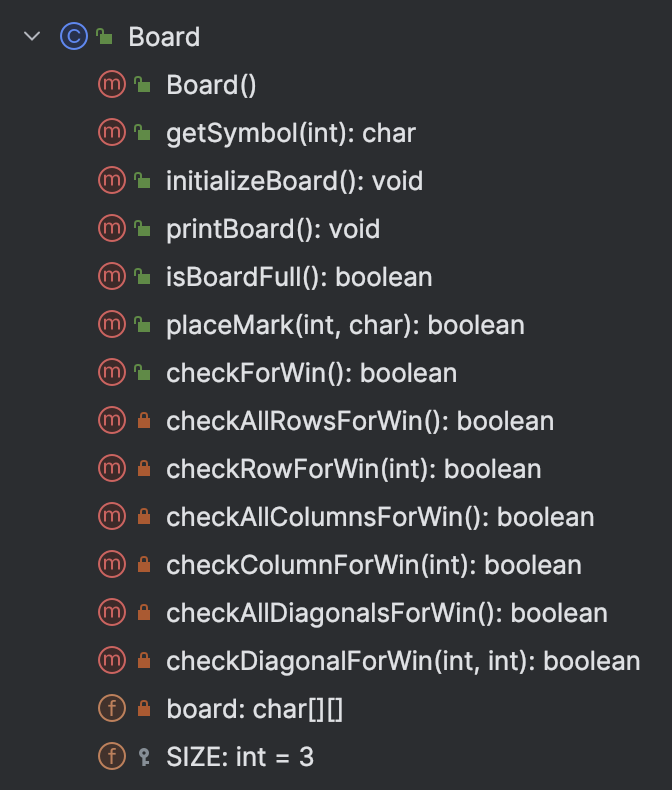 Board
Board()
getSymbol(int): char
initializeBoard(): void
printBoard(): void
isBoardFull(): boolean
placeMark(int, char): boolean
checkForWin(): boolean
checkAllRowsForWin(): boolean
checkRowForWin(int): boolean
checkAllColumnsForWin(): boolean
checkColumnForWin(int): boolean
checkAllDiagonalsForWin(): boolean
checkDiagonalForWin(int, int): boolean
board: char[][]
SIZE: int = 3